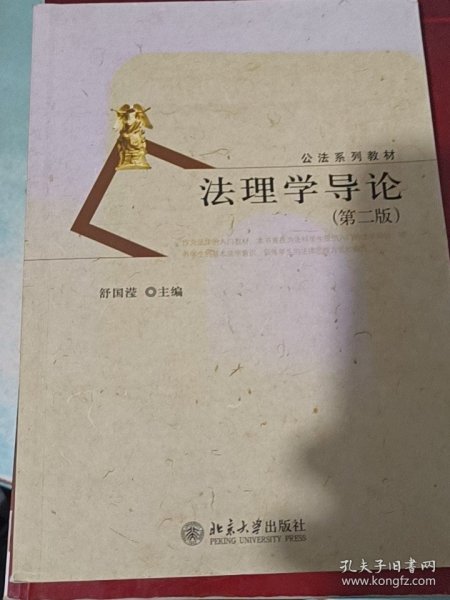 公法系列教材
法理学导论
(第二版)
舒国滢 ◎主编
北京大学出版社
PEKING UNIVERSITY PRESS
孔夫子旧书网
www.kongfz.com